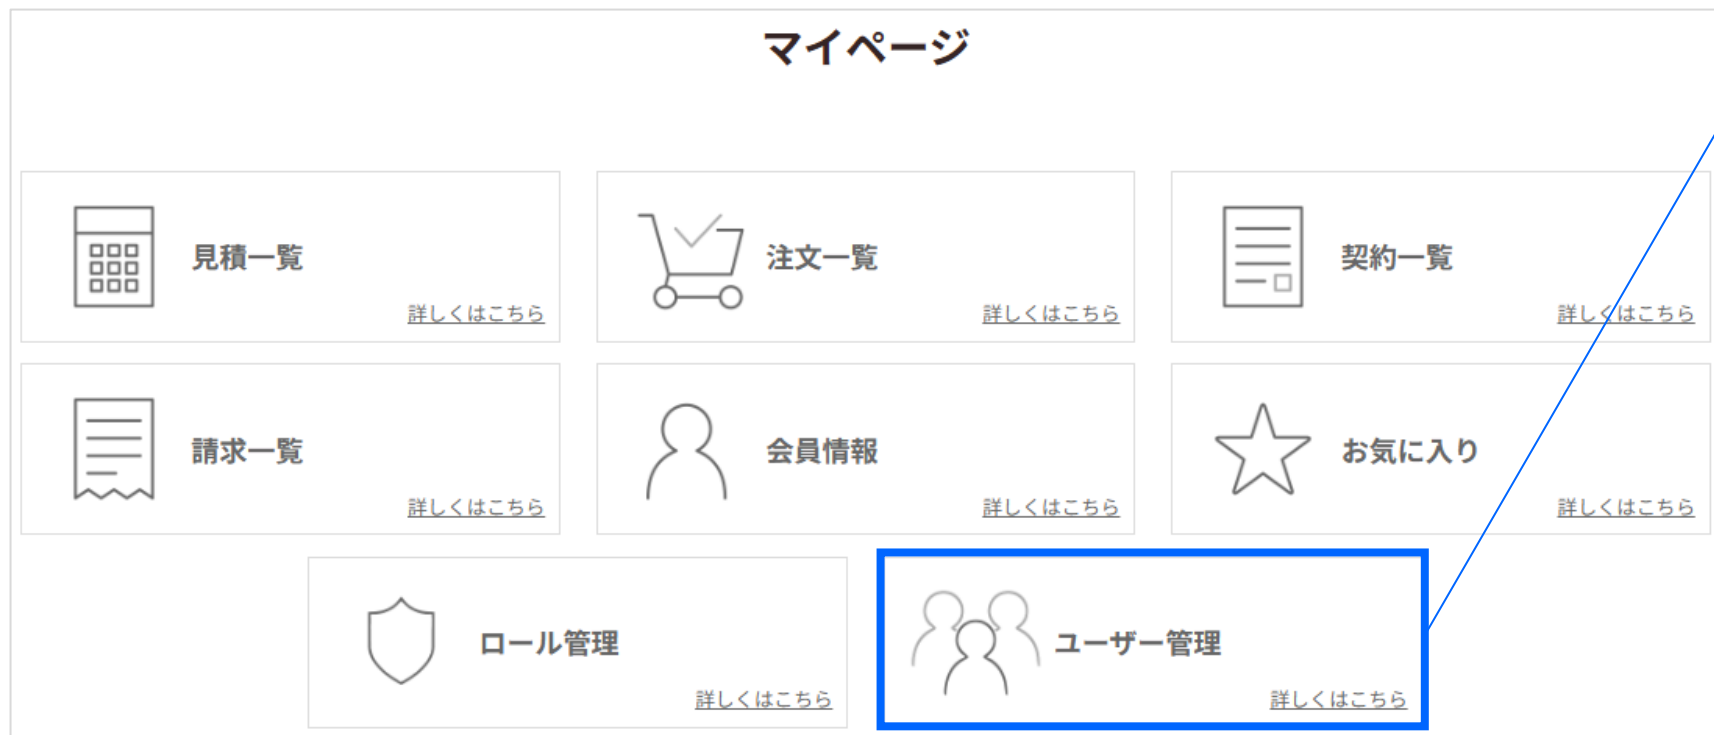 マイページ
見積一覧
詳しくはこちら
注文一覧
詳しくはこちら
契約一覧
詳しくはこちら
請求一覧
詳しくはこちら
会員情報
詳しくはこちら
お気に入り
詳しくはこちら
ロール管理
詳しくはこちら
ユーザー管理
詳しくはこちら